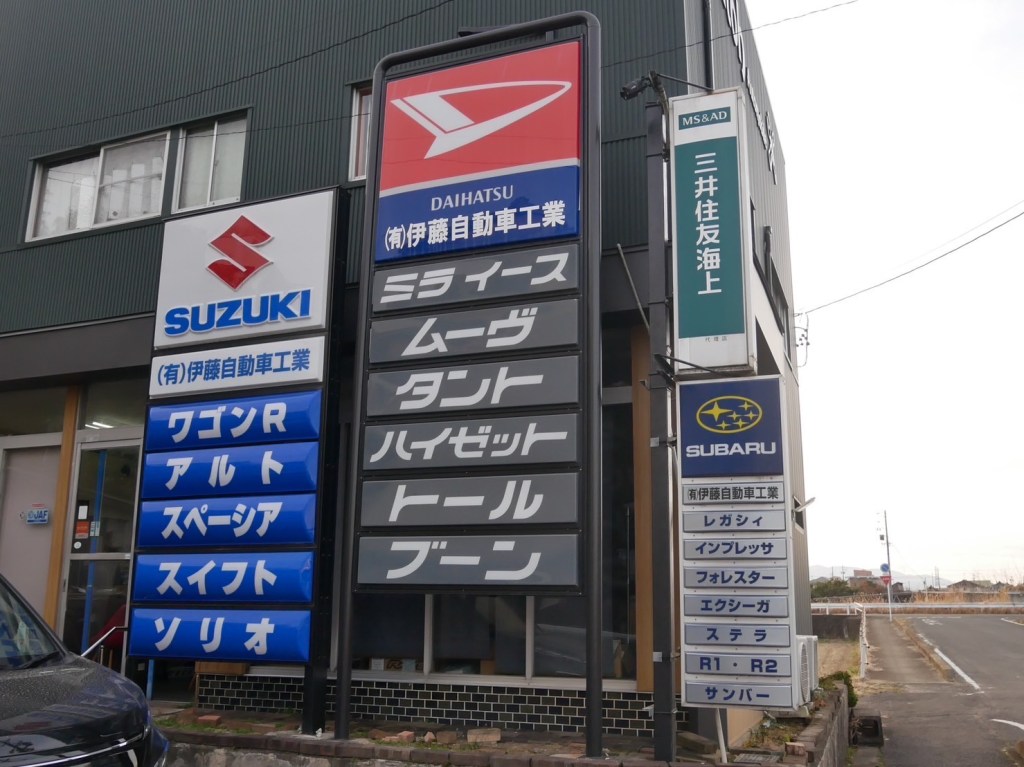 SUZUKI
(有)伊藤自動車工業
ワゴンR
アルト
スペーシア
スイフト
ソリオ
DAIHATSU
(有)伊藤自動車工業
ミライース
ムーヴ
タント
ハイゼット
トール
ブーン
MS&AD
三井住友海上
代理店
SUBARU
(有)伊藤自動車工業
レガシィ
インプレッサ
フォレスター
エクシーガ
ステラ
R1・R2
サンバー
JAF